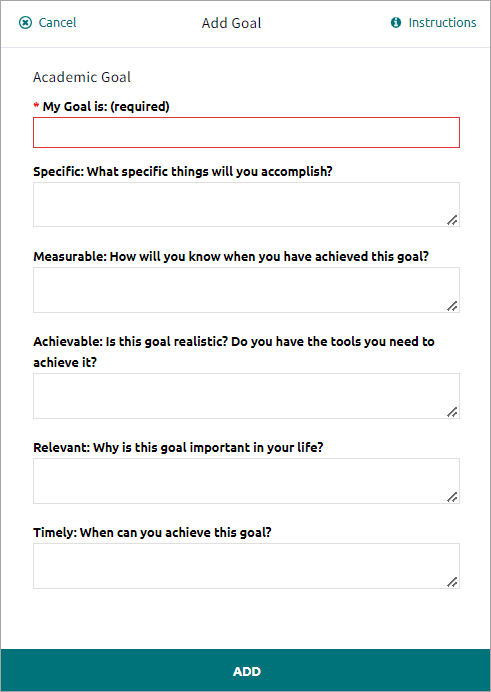 Cancel Add Goal Instructions
Academic Goal
* My Goal is: (required)
Specific: What specific things will you accomplish?
Measurable: How will you know when you have achieved this goal?
Achievable: Is this goal realistic? Do you have the tools you need to
achieve it?
Relevant: Why is this goal important in your life?
Timely: When can you achieve this goal?
ADD